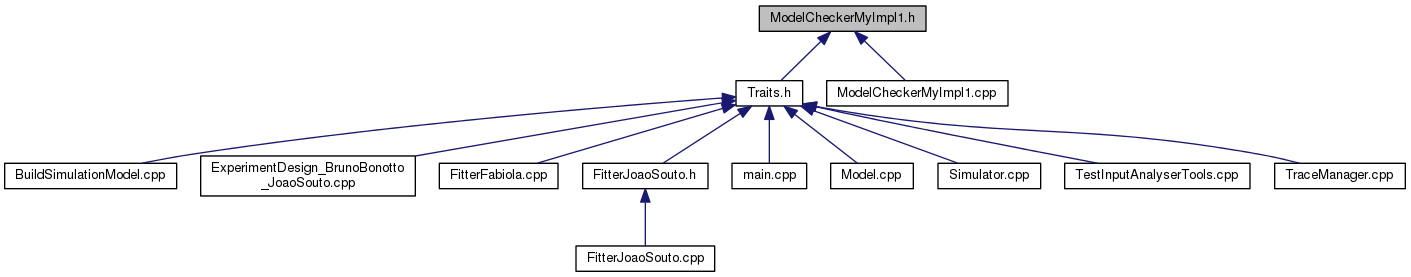 ModelCheckerMyImpl1.h
Traits.h
ModelCheckerMyImpl1.cpp
BuildSimulationModel.cpp
ExperimentDesign_BrunoBonotto
_JoaoSouto.cpp
FitterFabiola.cpp
FitterJoaoSouto.h
main.cpp
Model.cpp
Simulator.cpp
TestInputAnalyserTools.cpp
TraceManager.cpp
FitterJoaoSouto.cpp